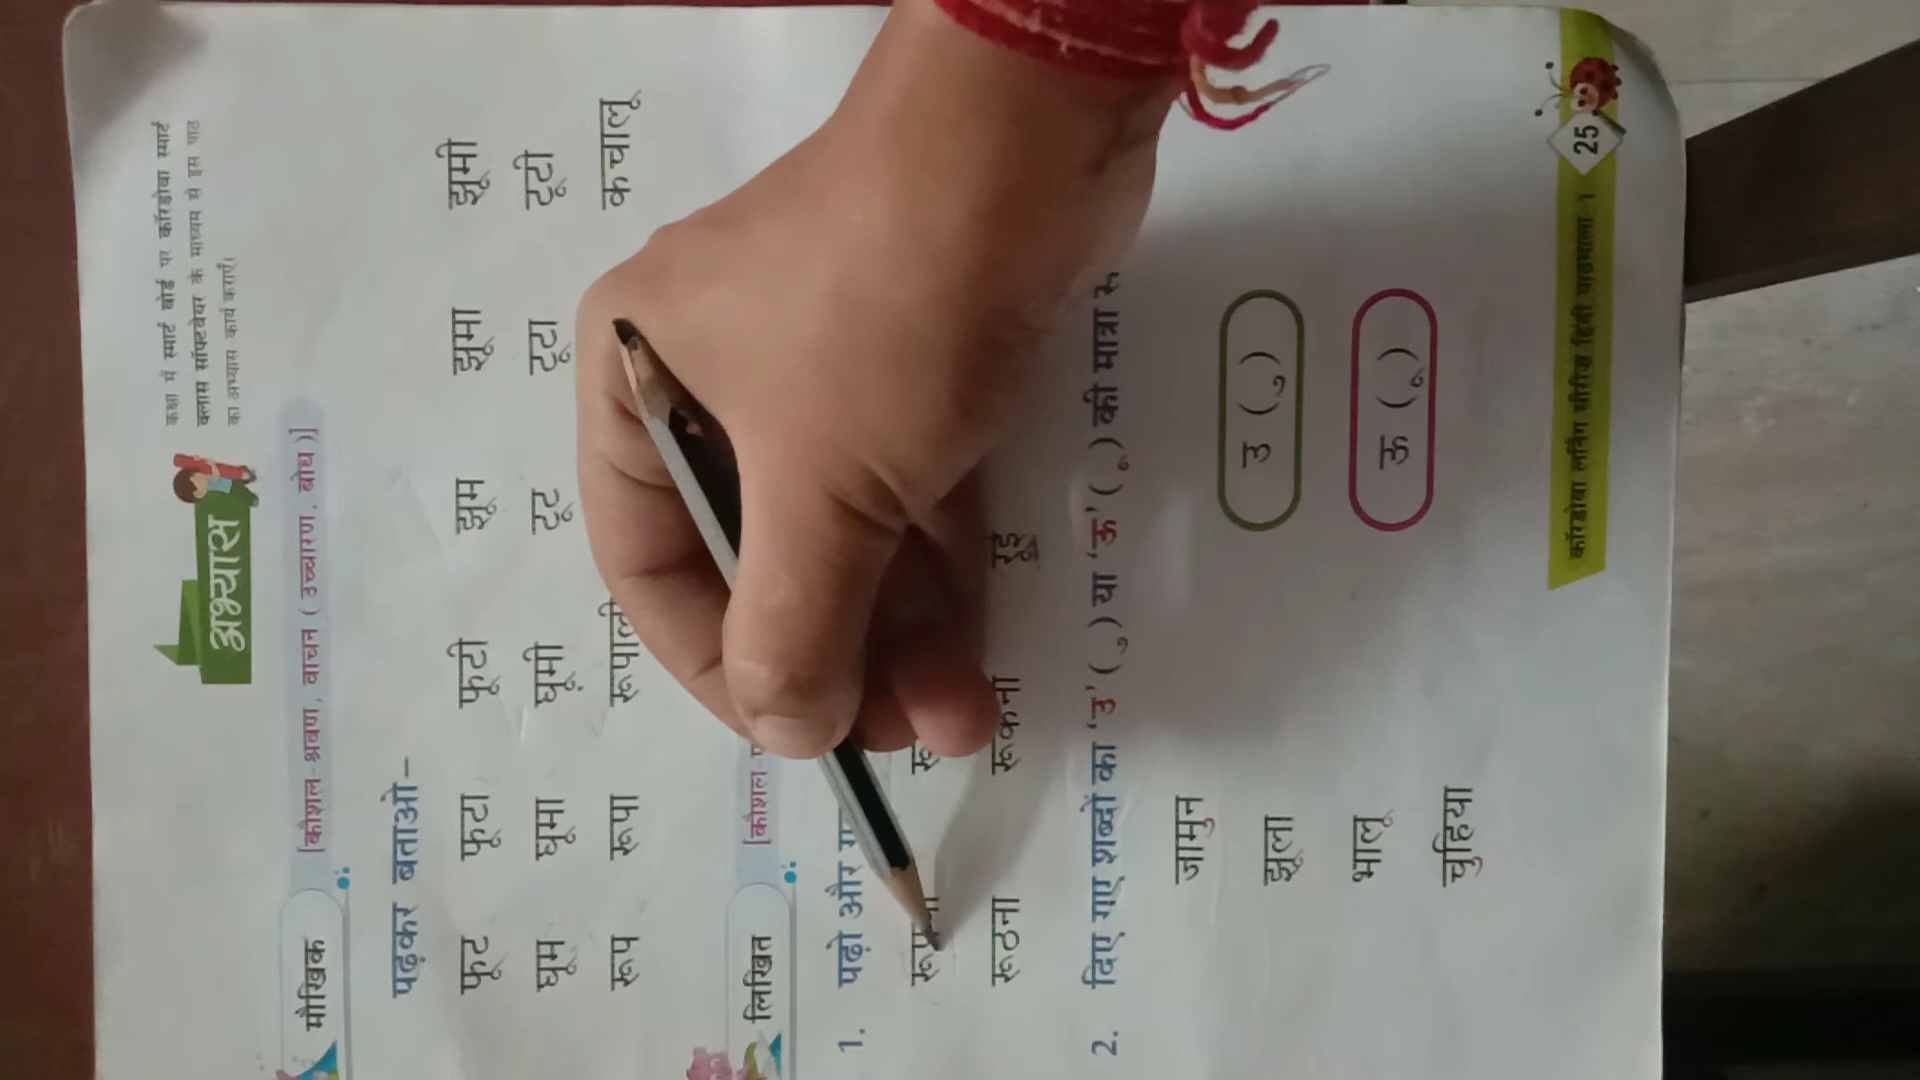 कक्षा में स्मार्ट बोर्ड पर कॉरडोबा स्मार्ट
क्लास सॉफ्टवेयर के माध्यम से इस पाठ
का अभ्यास कार्य कराएँ।
अभ्यास
मौखिक [कौशल-श्रवण, वाचन ( उच्चारण, बोध )]
पढ़कर बताओ–
फूट फूटा फूटी झूम झूमा झूमी
घूम घूमा घूमी टूट टूटा टूटी
रूप रूपा रूपाली कचालू
लिखित [कौशल-
1. पढ़ो और
रूठना रूकना रूई
2. दिए गए शब्दों का 'उ' ( ु ) या 'ऊ' ( ू ) की मात्रा
जामुन
झूला उ ( ु )
भालू ऊ ( ू )
चुहिया
कॉरडोबा लर्निंग सीरीज़ हिंदी पाठमाला-1 25